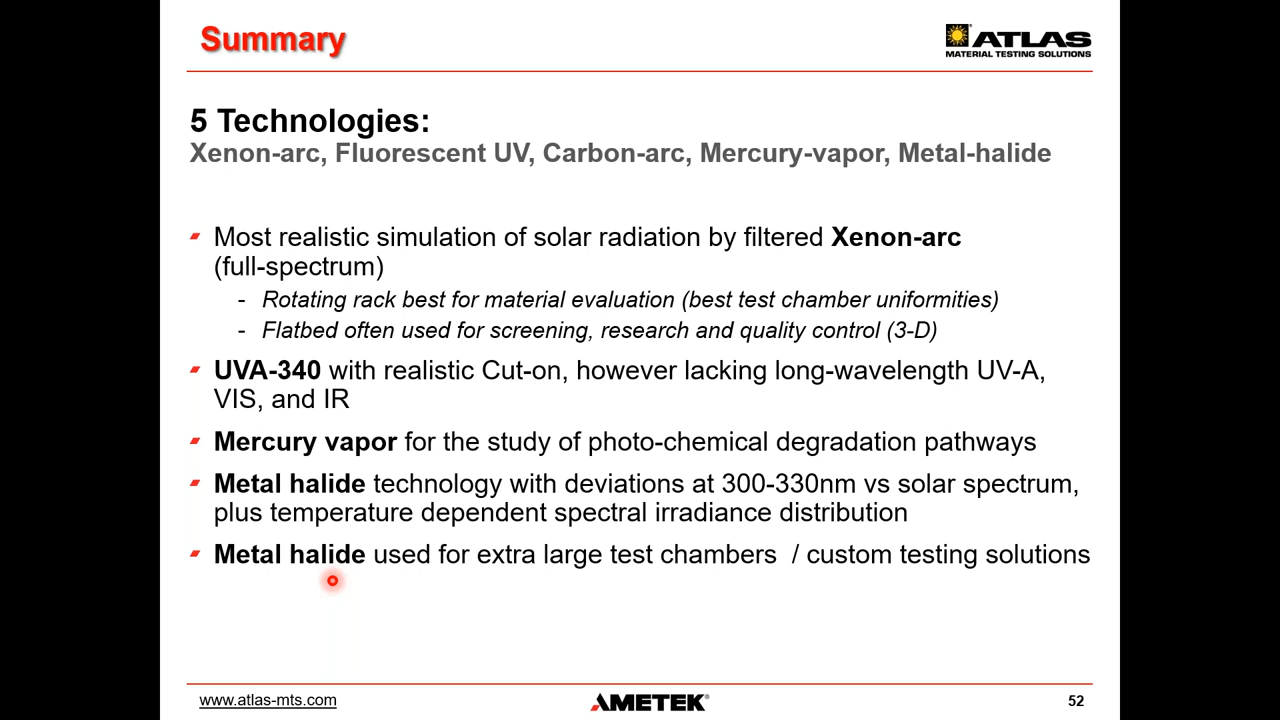 Summary
ATLAS
MATERIAL TESTING SOLUTIONS
5 Technologies:
Xenon-arc, Fluorescent UV, Carbon-arc, Mercury-vapor, Metal-halide
Most realistic simulation of solar radiation by filtered Xenon-arc
(full-spectrum)
- Rotating rack best for material evaluation (best test chamber uniformities)
- Flatbed often used for screening, research and quality control (3-D)
UVA-340 with realistic Cut-on, however lacking long-wavelength UV-A,
VIS, and IR
Mercury vapor for the study of photo-chemical degradation pathways
Metal halide technology with deviations at 300-330nm vs solar spectrum,
plus temperature dependent spectral irradiance distribution
Metal halide used for extra large test chambers / custom testing solutions
www.atlas-mts.com
AMETEK®
52